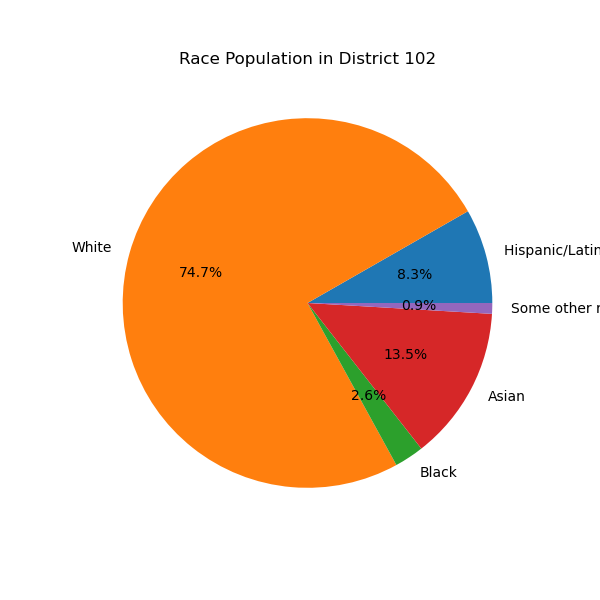 Race Population in District 102
White
74.7%
Hispanic/Latin
8.3%
0.9%
Some other r
13.5%
Asian
2.6%
Black